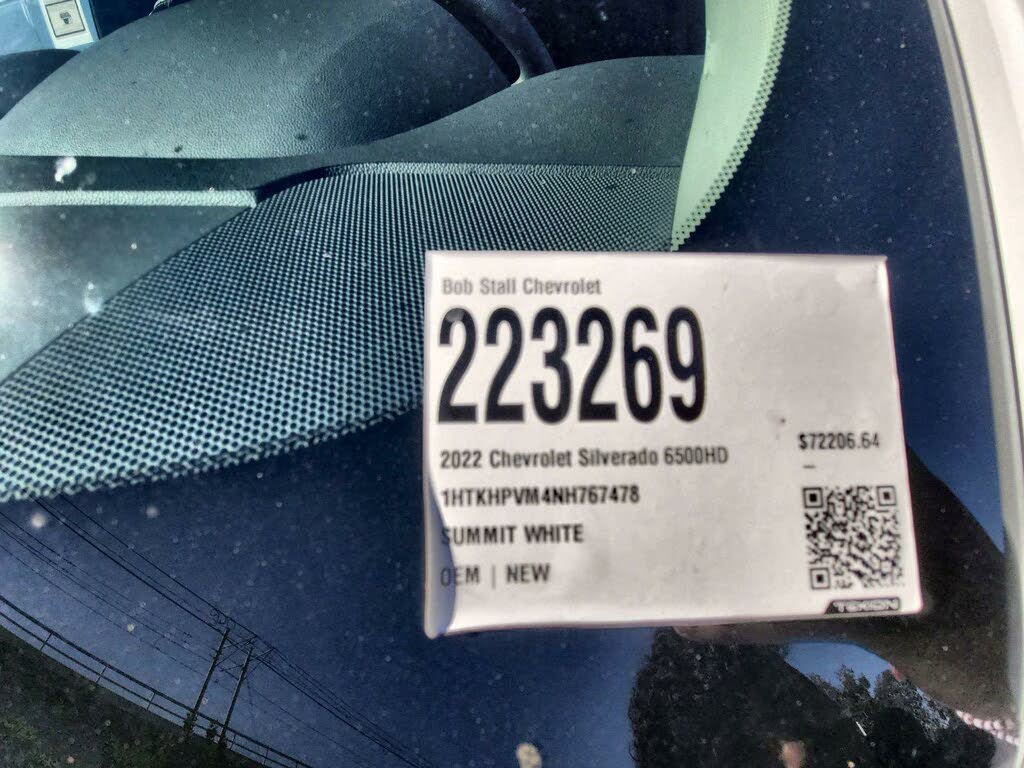 Bob Stall Chevrolet
223269
2022 Chevrolet Silverado 6500HD
$72206.64
1HTKHPVM4NH767478
SUMMIT WHITE
OEM | NEW
TEKION